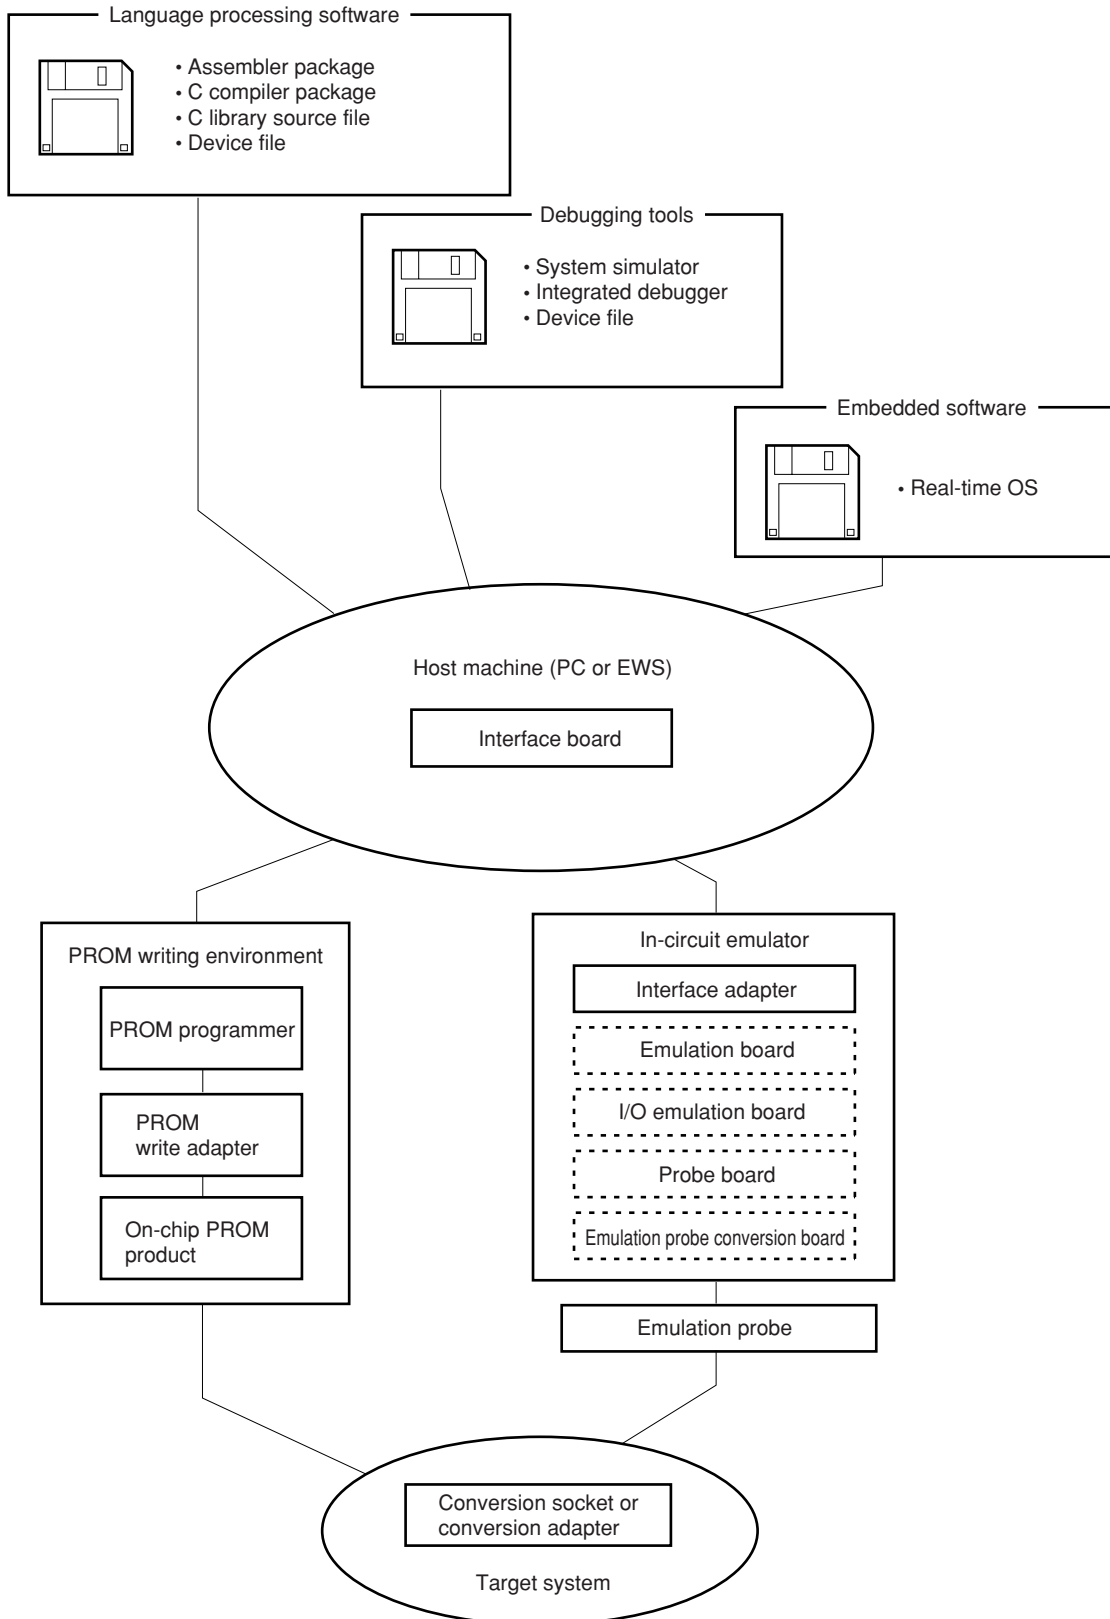 Language processing software
• Assembler package
• C compiler package
• C library source file
• Device file
Debugging tools
• System simulator
• Integrated debugger
• Device file
Embedded software
• Real-time OS
Host machine (PC or EWS)
Interface board
PROM writing environment
PROM programmer
PROM
write adapter
On-chip PROM
product
In-circuit emulator
Interface adapter
Emulation board
I/O emulation board
Probe board
Emulation probe conversion board
Emulation probe
Conversion socket or
conversion adapter
Target system